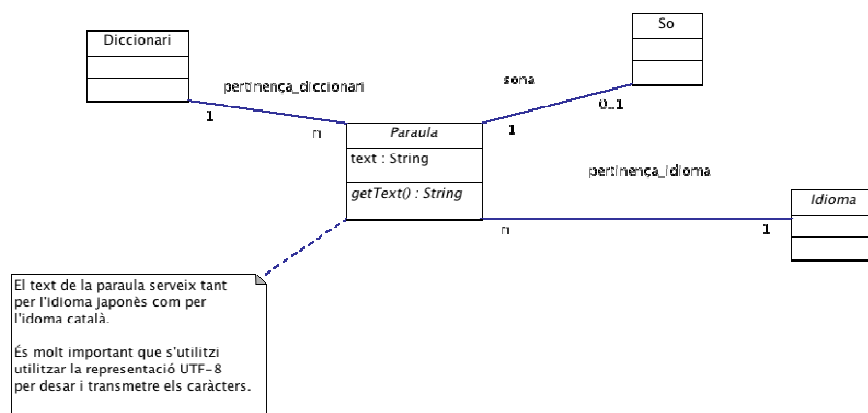 Diccionari
So
pertinença_diccionari
sona
1
n
1
0..1
Paraula
text : String
getText() : String
pertinença_idioma
Idioma
n
1
El text de la paraula serveix tant
per l'idioma japonès com per
l'idoma català.
És molt important que s'utilitzi
utilitzar la representació UTF-8
per desar i transmetre els caràcters.